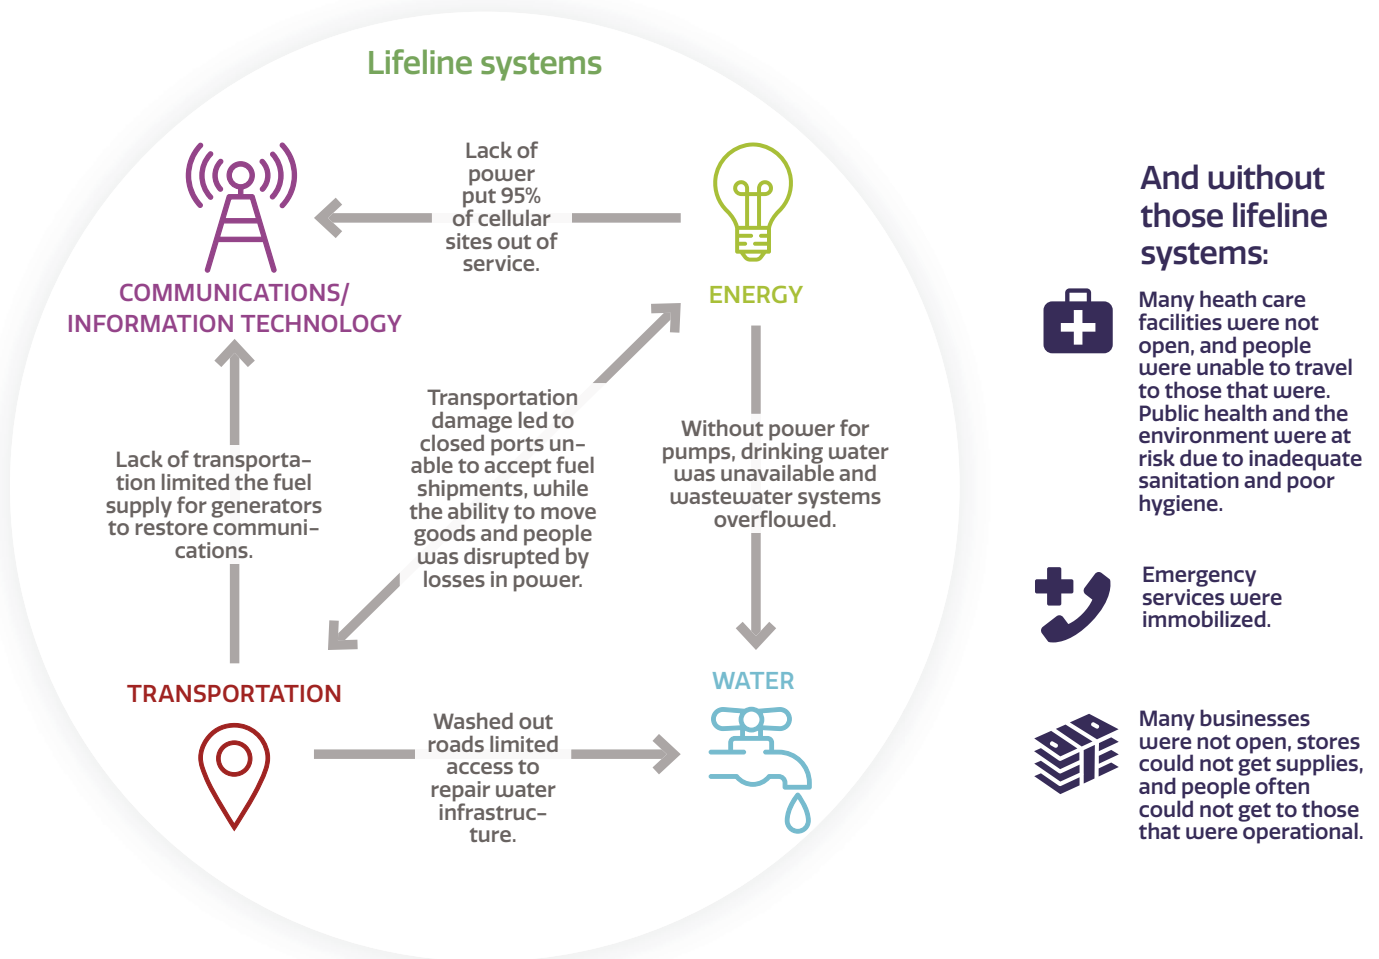 Lifeline systems
Lack of
power
put 95%
of cellular
sites out of
service.
COMMUNICATIONS/
INFORMATION TECHNOLOGY
ENERGY
Transportation
damage led to
closed ports un-
able to accept fuel
shipments, while
the ability to move
goods and people
was disrupted by
losses in power.
Without power for
pumps, drinking water
was unavailable and
wastewater systems
overflowed.
Lack of transporta-
tion limited the fuel
supply for generators
to restore communi-
cations.
TRANSPORTATION
WATER
Washed out
roads limited
access to
repair water
infrastruc-
ture.
And without
those lifeline
systems:
Many heath care
facilities were not
open, and people
were unable to travel
to those that were.
Public health and the
environment were at
risk due to inadequate
sanitation and poor
hygiene.
Emergency
services were
immobilized.
Many businesses
were not open, stores
could not get supplies,
and people often
could not get to those
that were operational.